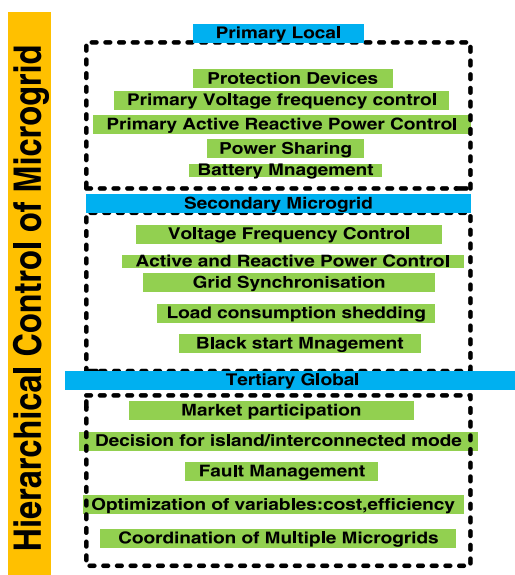 Hierarchical Control of Microgrid
Primary Local
Protection Devices
Primary Voltage frequency control
Primary Active Reactive Power Control
Power Sharing
Battery Mnagement
Secondary Microgrid
Voltage Frequency Control
Active and Reactive Power Control
Grid Synchronisation
Load consumption shedding
Black start Mnagement
Tertiary Global
Market participation
Decision for island/interconnected mode
Fault Management
Optimization of variables:cost,efficiency
Coordination of Multiple Microgrids